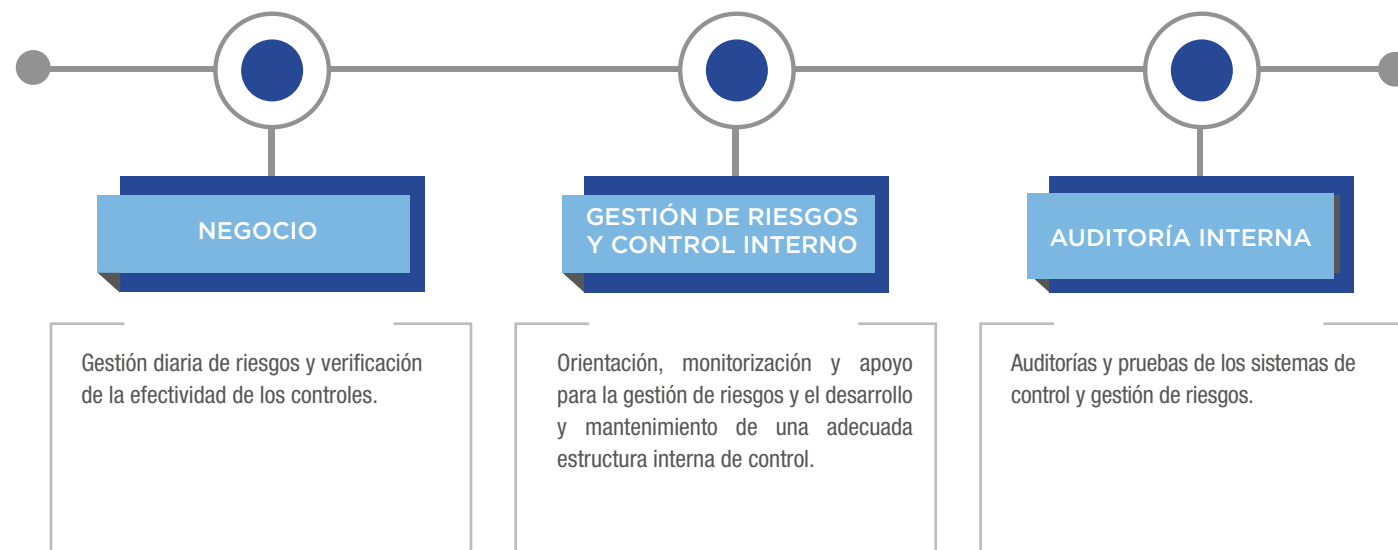 NEGOCIO
Gestión diaria de riesgos y verificación
de la efectividad de los controles.
GESTIÓN DE RIESGOS
Y CONTROL INTERNO
Orientación, monitorización y apoyo
para la gestión de riesgos y el desarrollo
y mantenimiento de una adecuada
estructura interna de control.
AUDITORÍA INTERNA
Auditorías y pruebas de los sistemas de
control y gestión de riesgos.